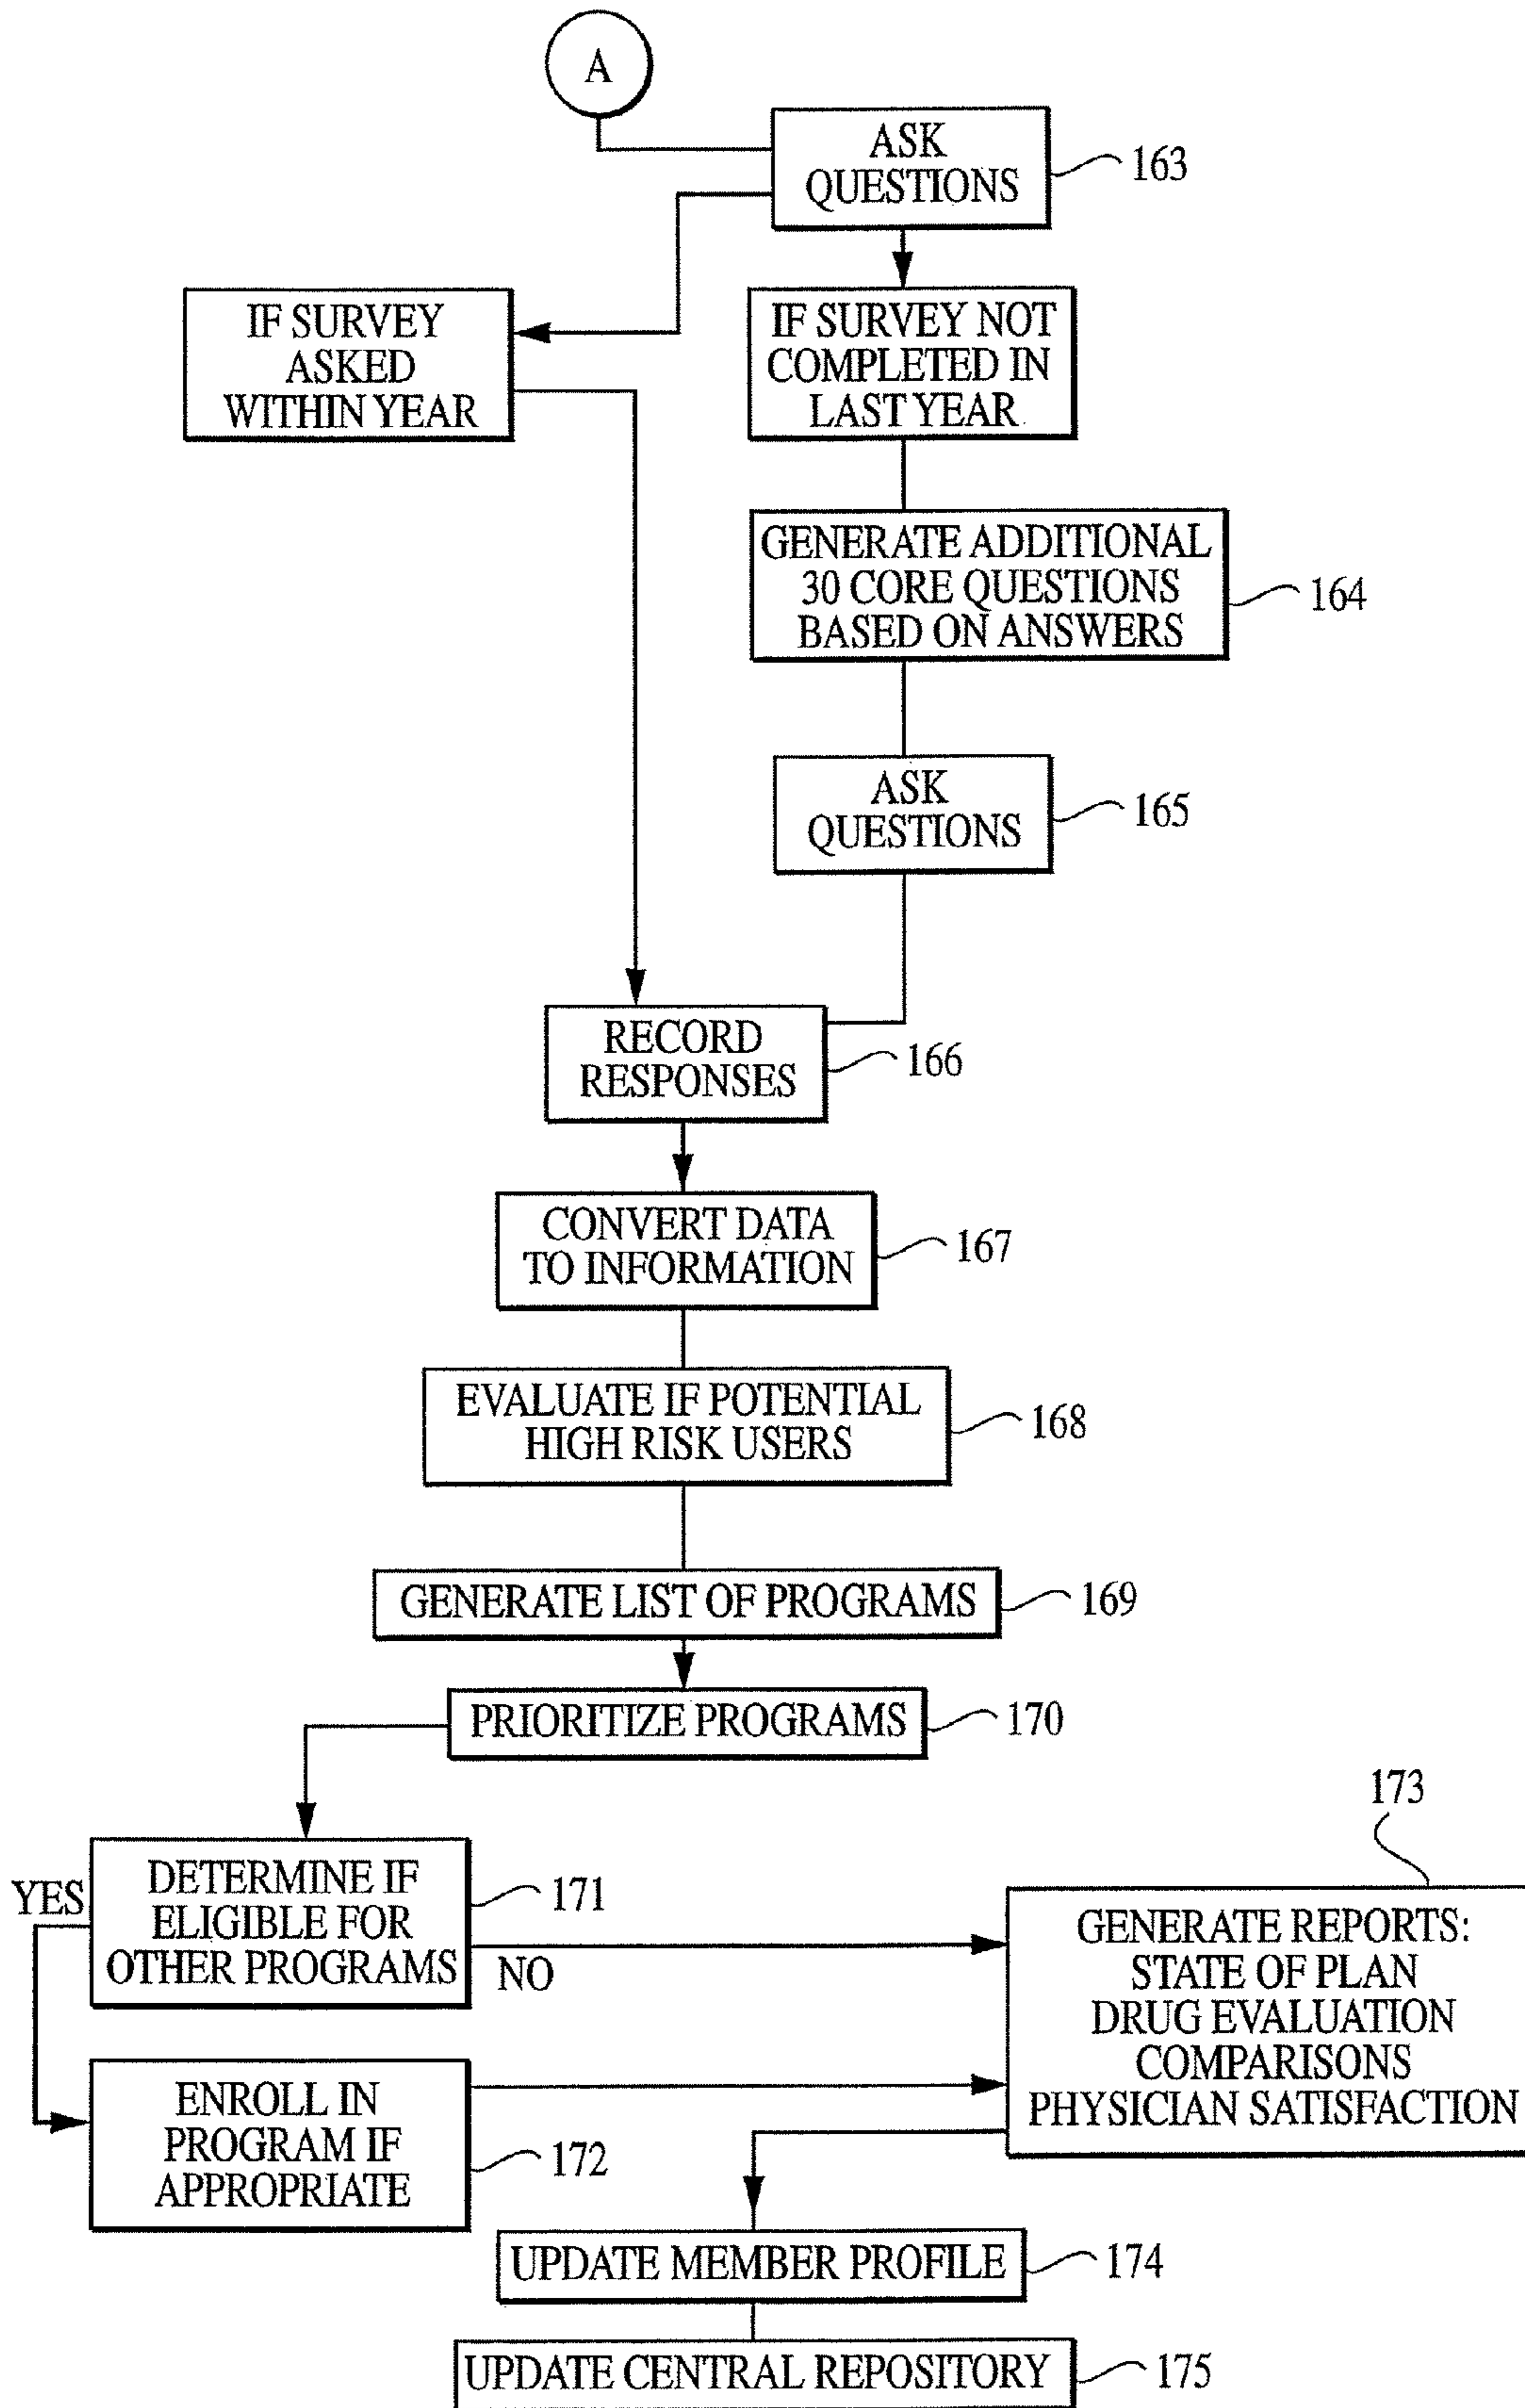 A
ASK
QUESTIONS
163
IF SURVEY
ASKED
WITHIN YEAR
IF SURVEY NOT
COMPLETED IN
LAST YEAR
GENERATE ADDITIONAL
30 CORE QUESTIONS
BASED ON ANSWERS
164
ASK
QUESTIONS
165
RECORD
RESPONSES
166
CONVERT DATA
TO INFORMATION
167
EVALUATE IF POTENTIAL
HIGH RISK USERS
168
GENERATE LIST OF PROGRAMS
169
PRIORITIZE PROGRAMS
170
YES
DETERMINE IF
ELIGIBLE FOR
OTHER PROGRAMS
171
NO
173
GENERATE REPORTS:
STATE OF PLAN
DRUG EVALUATION
COMPARISONS
PHYSICIAN SATISFACTION
ENROLL IN
PROGRAM IF
APPROPRIATE
172
UPDATE MEMBER PROFILE
174
UPDATE CENTRAL REPOSITORY
175